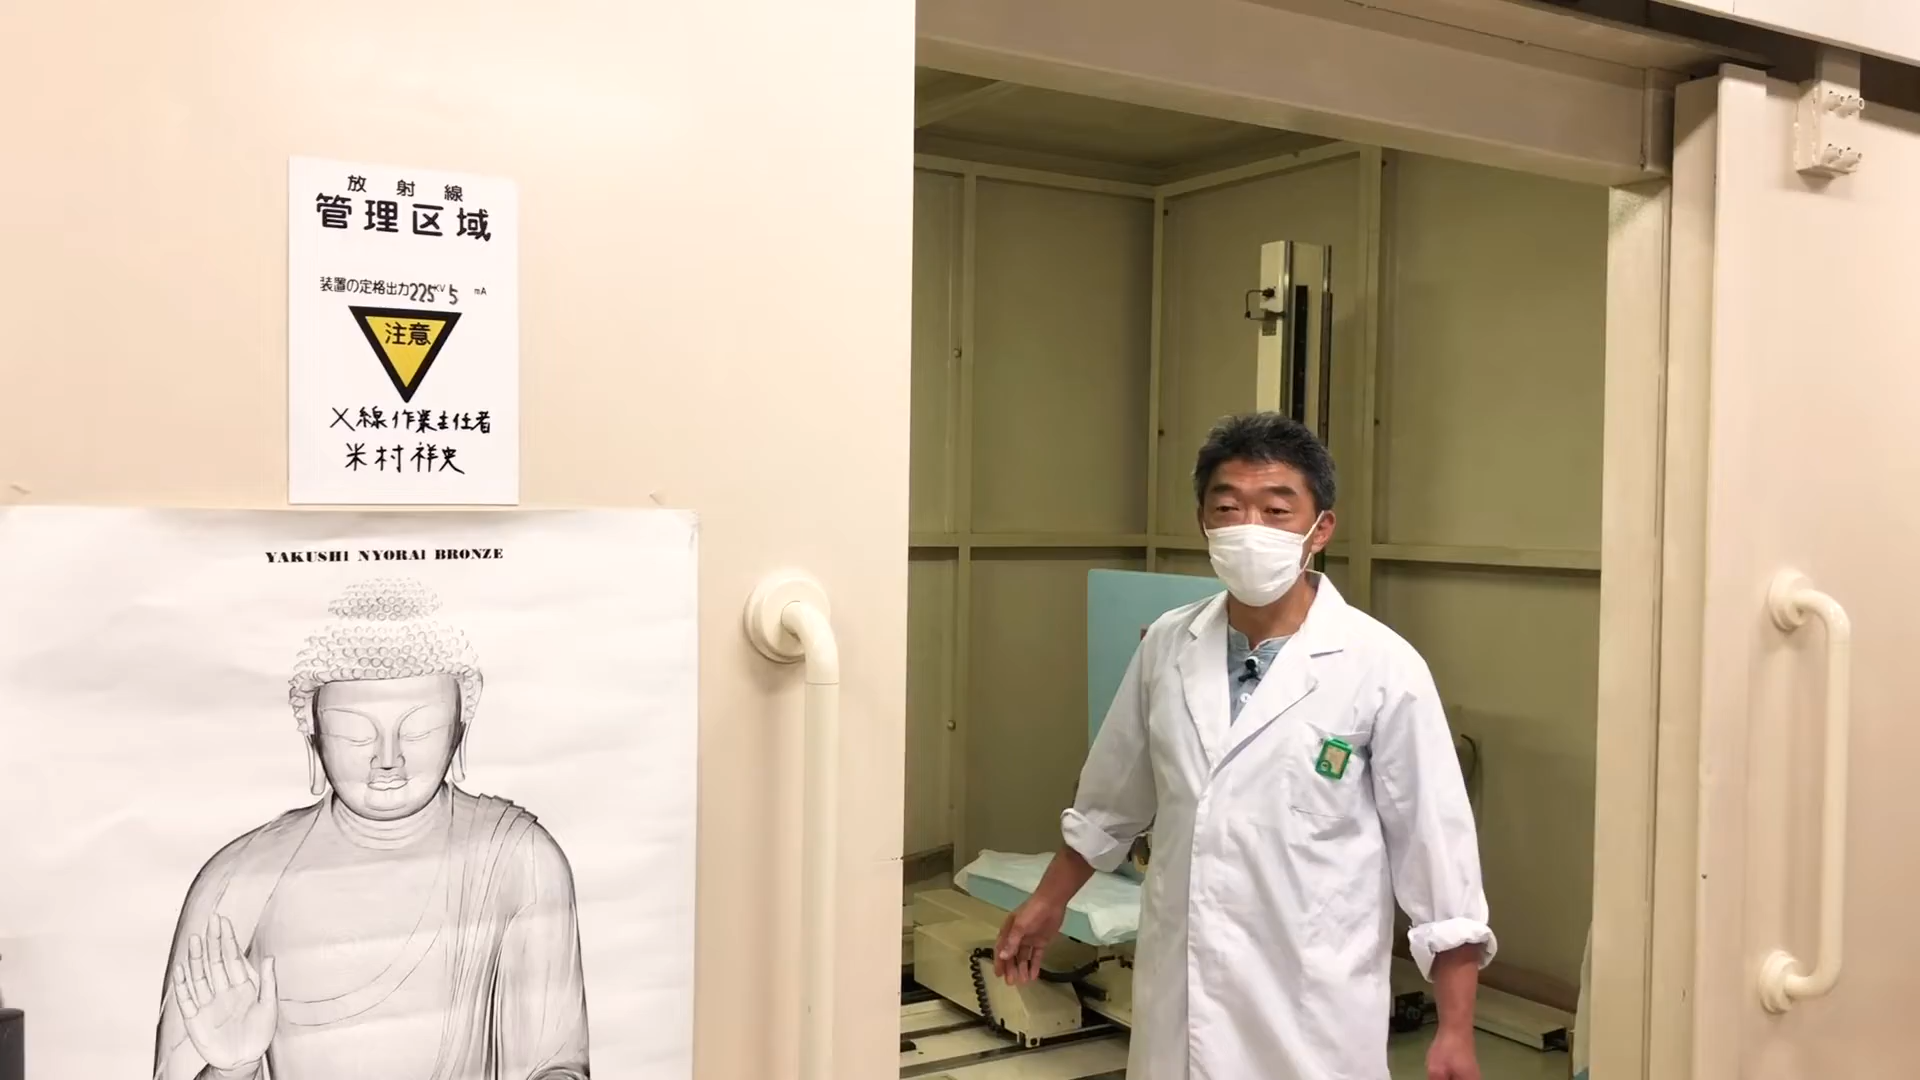 放射線
管理区域
装置の定格出力225KV 5 mA
注意
X線作業主任者
米村祥史
YAKUSHI NYORAI BRONZE